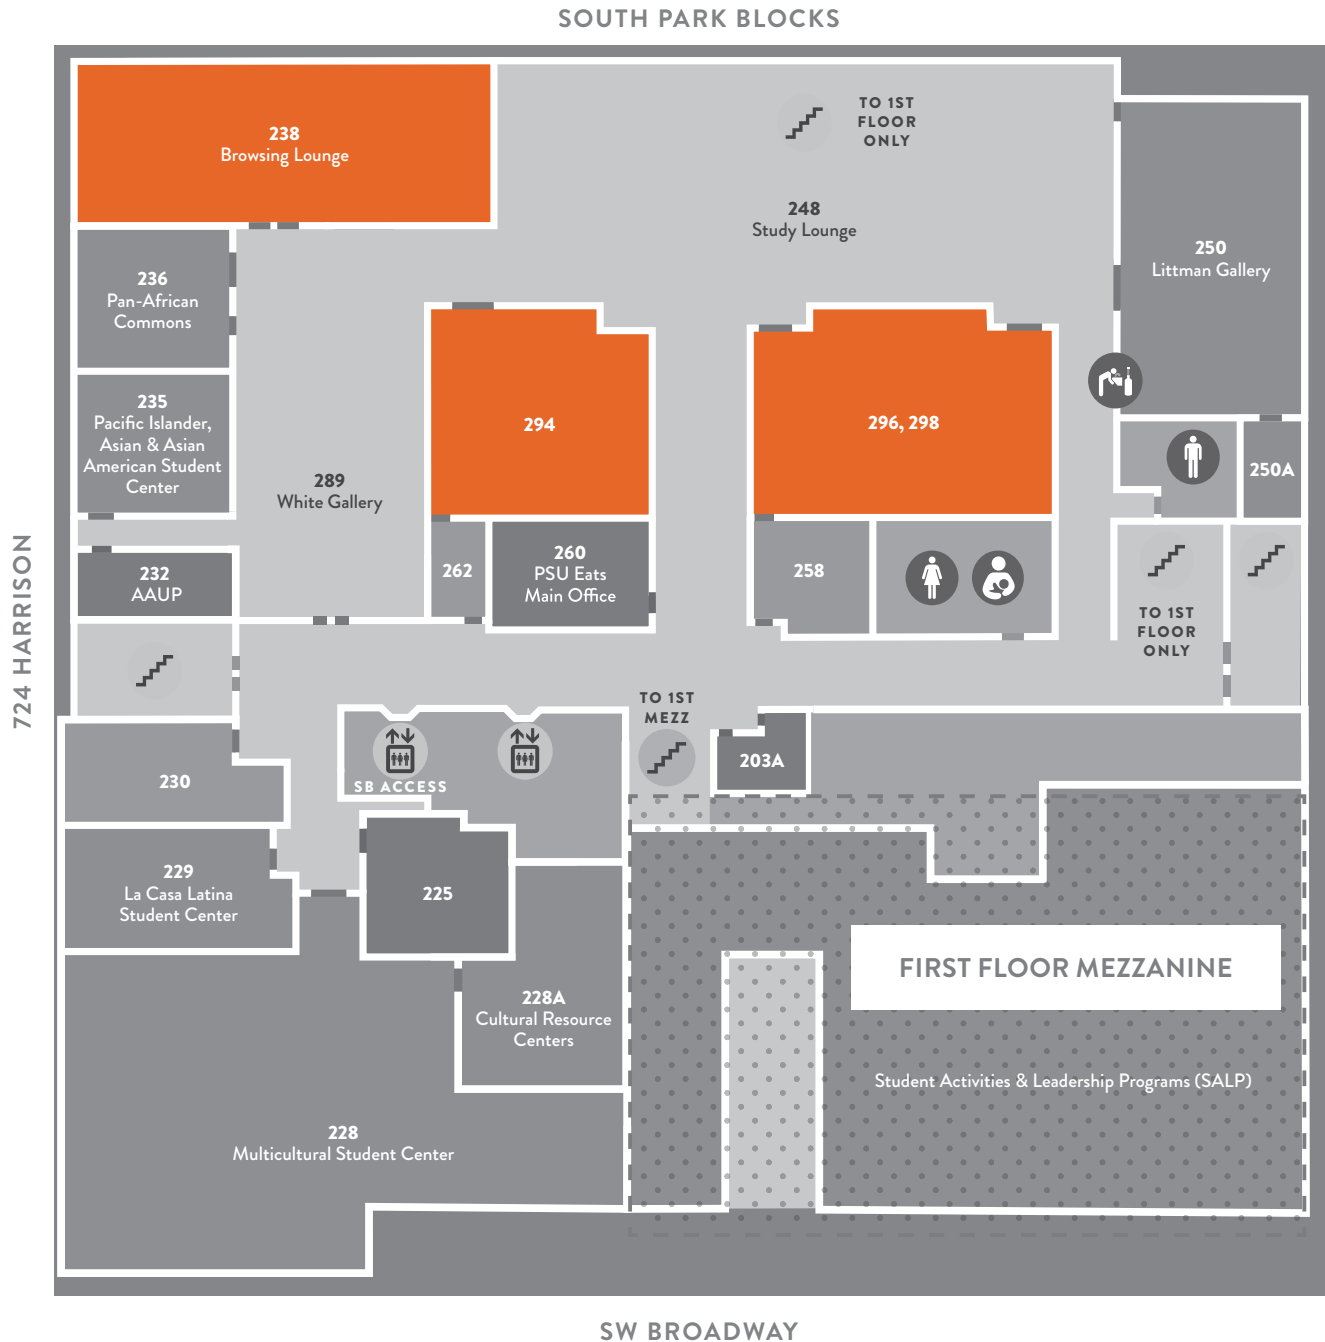 SOUTH PARK BLOCKS
TO 1ST
FLOOR
ONLY
238
Browsing Lounge
248
Study Lounge
250
Littman Gallery
236
Pan-African
Commons
235
Pacific Islander,
Asian & Asian
American Student
Center
294
296, 298
289
White Gallery
250A
262
260
PSU Eats
Main Office
258
232
AAUP
TO 1ST
FLOOR
ONLY
724 HARRISON
TO 1ST
MEZZ
203A
230
SB ACCESS
229
La Casa Latina
Student Center
225
FIRST FLOOR MEZZANINE
228A
Cultural Resource
Centers
Student Activities & Leadership Programs (SALP)
228
Multicultural Student Center
SW BROADWAY